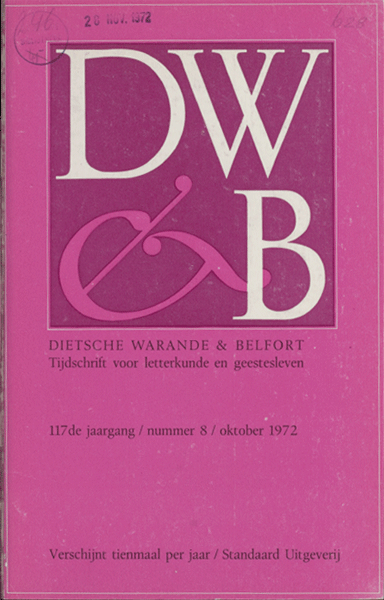 20 NOV. 1972
DW
& B
DIETSCHE WARANDE & BELFORT
Tijdschrift voor letterkunde en geestesleven
117de jaargang / nummer 8 / oktober 1972
Verschijnt tienmaal per jaar / Standaard Uitgeverij